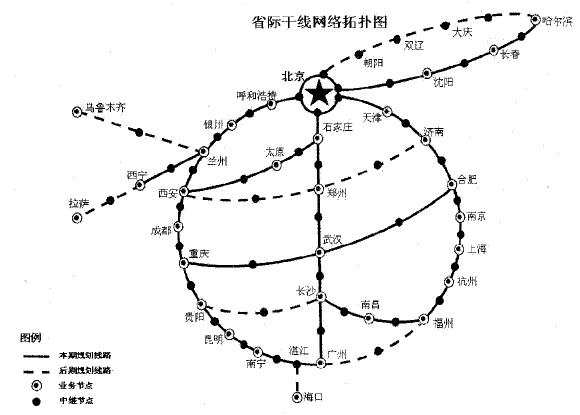 省际干线网络拓扑图
哈尔滨
大庆
双辽
朝阳
长春
沈阳
北京
呼和浩特
乌鲁木齐
银川
天津
石家庄
济南
兰州
太原
西宁
西安
郑州
合肥
拉萨
成都
南京
武汉
上海
重庆
杭州
长沙
贵阳
南昌
福州
昆明
湛江
广州
南宁
海口
图例
本期规划线路
后期规划线路
业务节点
中继节点